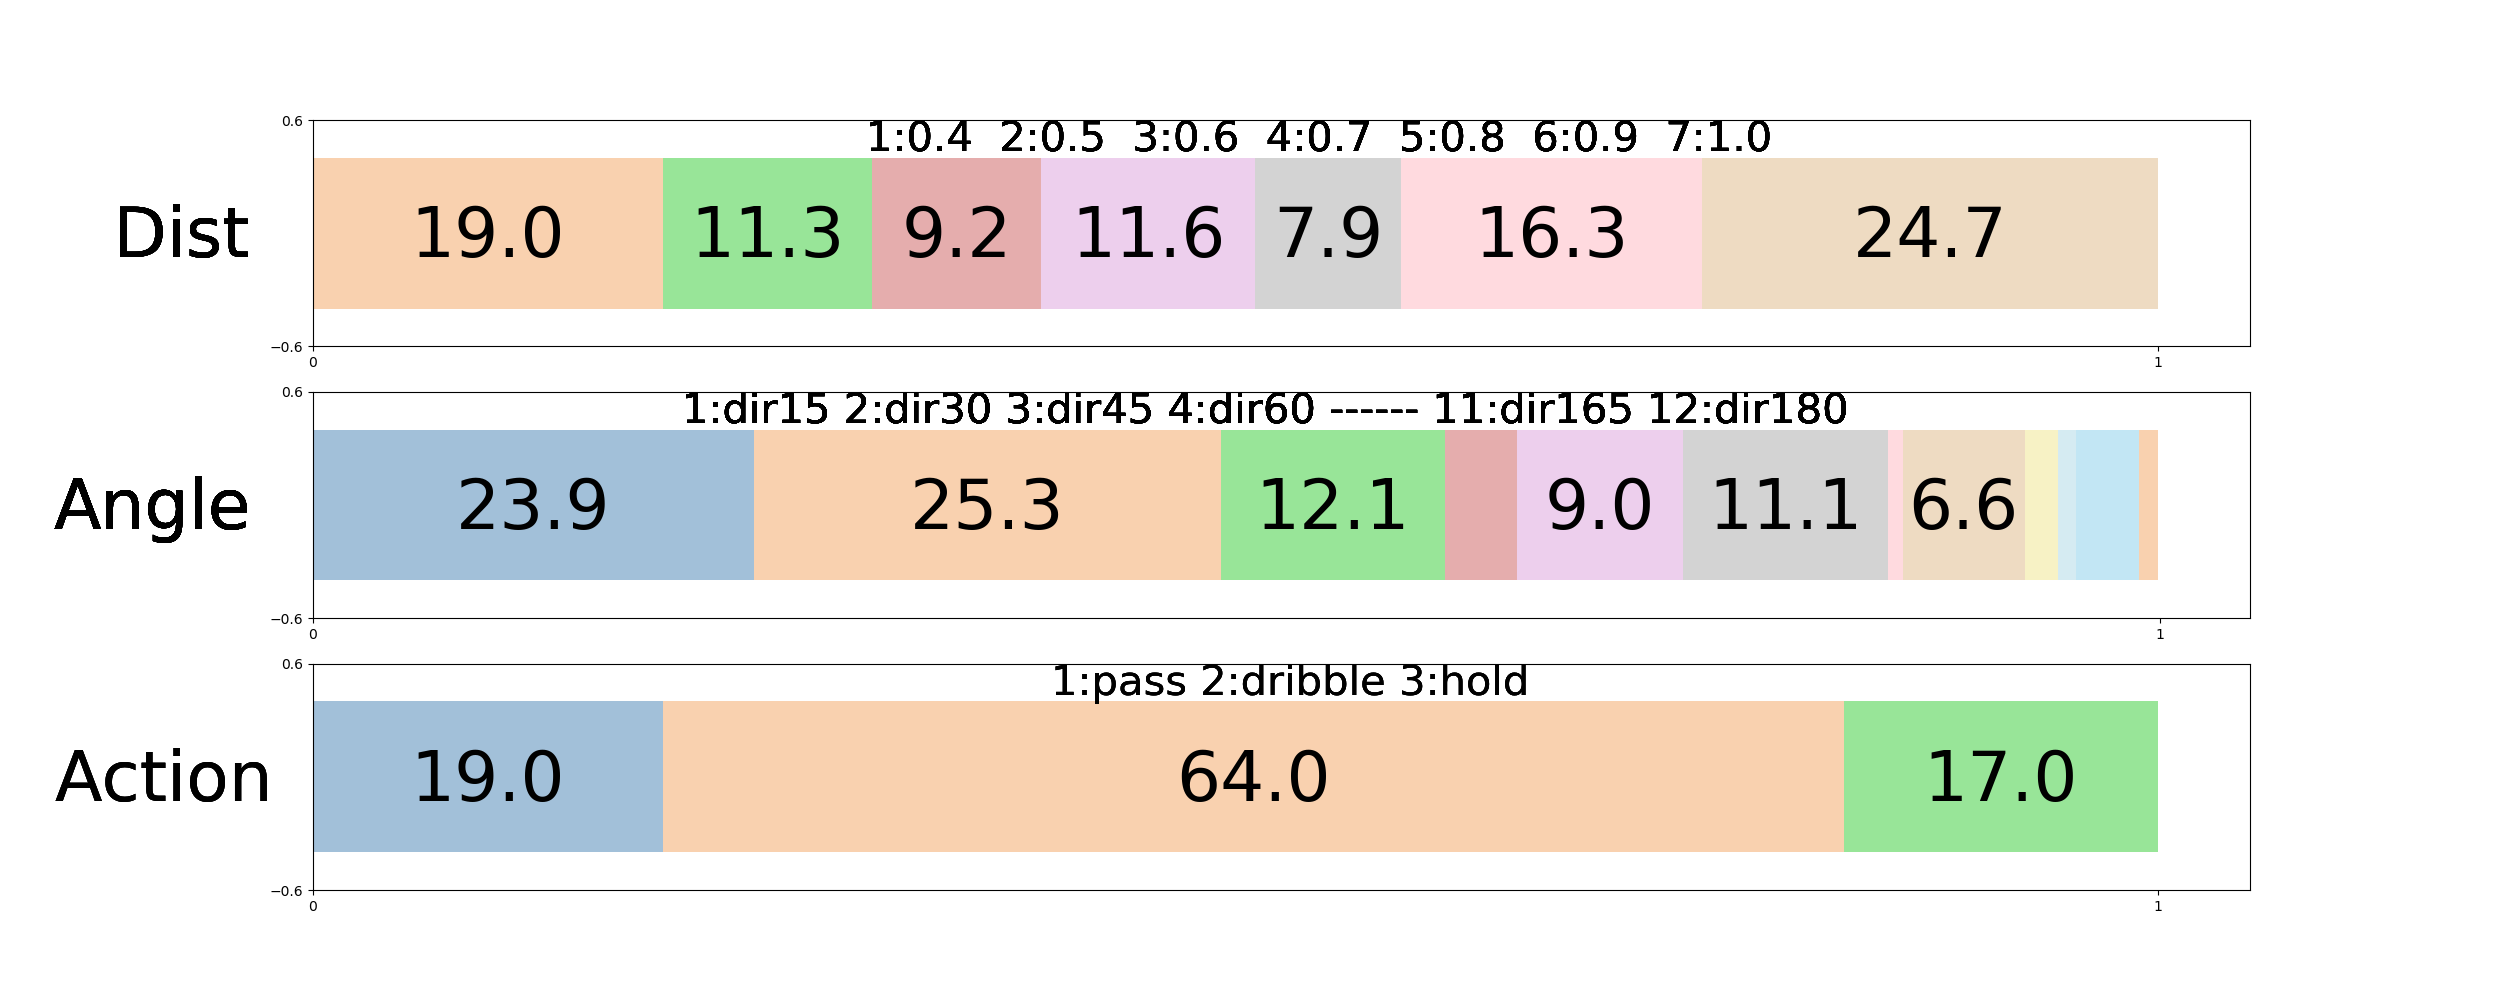 0.6
1:0.4 2:0.5 3:0.6 4:0.7 5:0.8 6:0.9 7:1.0
Dist 19.0 11.3 9.2 11.6 7.9 16.3 24.7
−0.6
0 1
0.6
1:dir15 2:dir30 3:dir45 4:dir60 ------ 11:dir165 12:dir180
Angle 23.9 25.3 12.1 9.0 11.1 6.6
−0.6
0 1
0.6
1:pass 2:dribble 3:hold
Action 19.0 64.0 17.0
−0.6
0 1